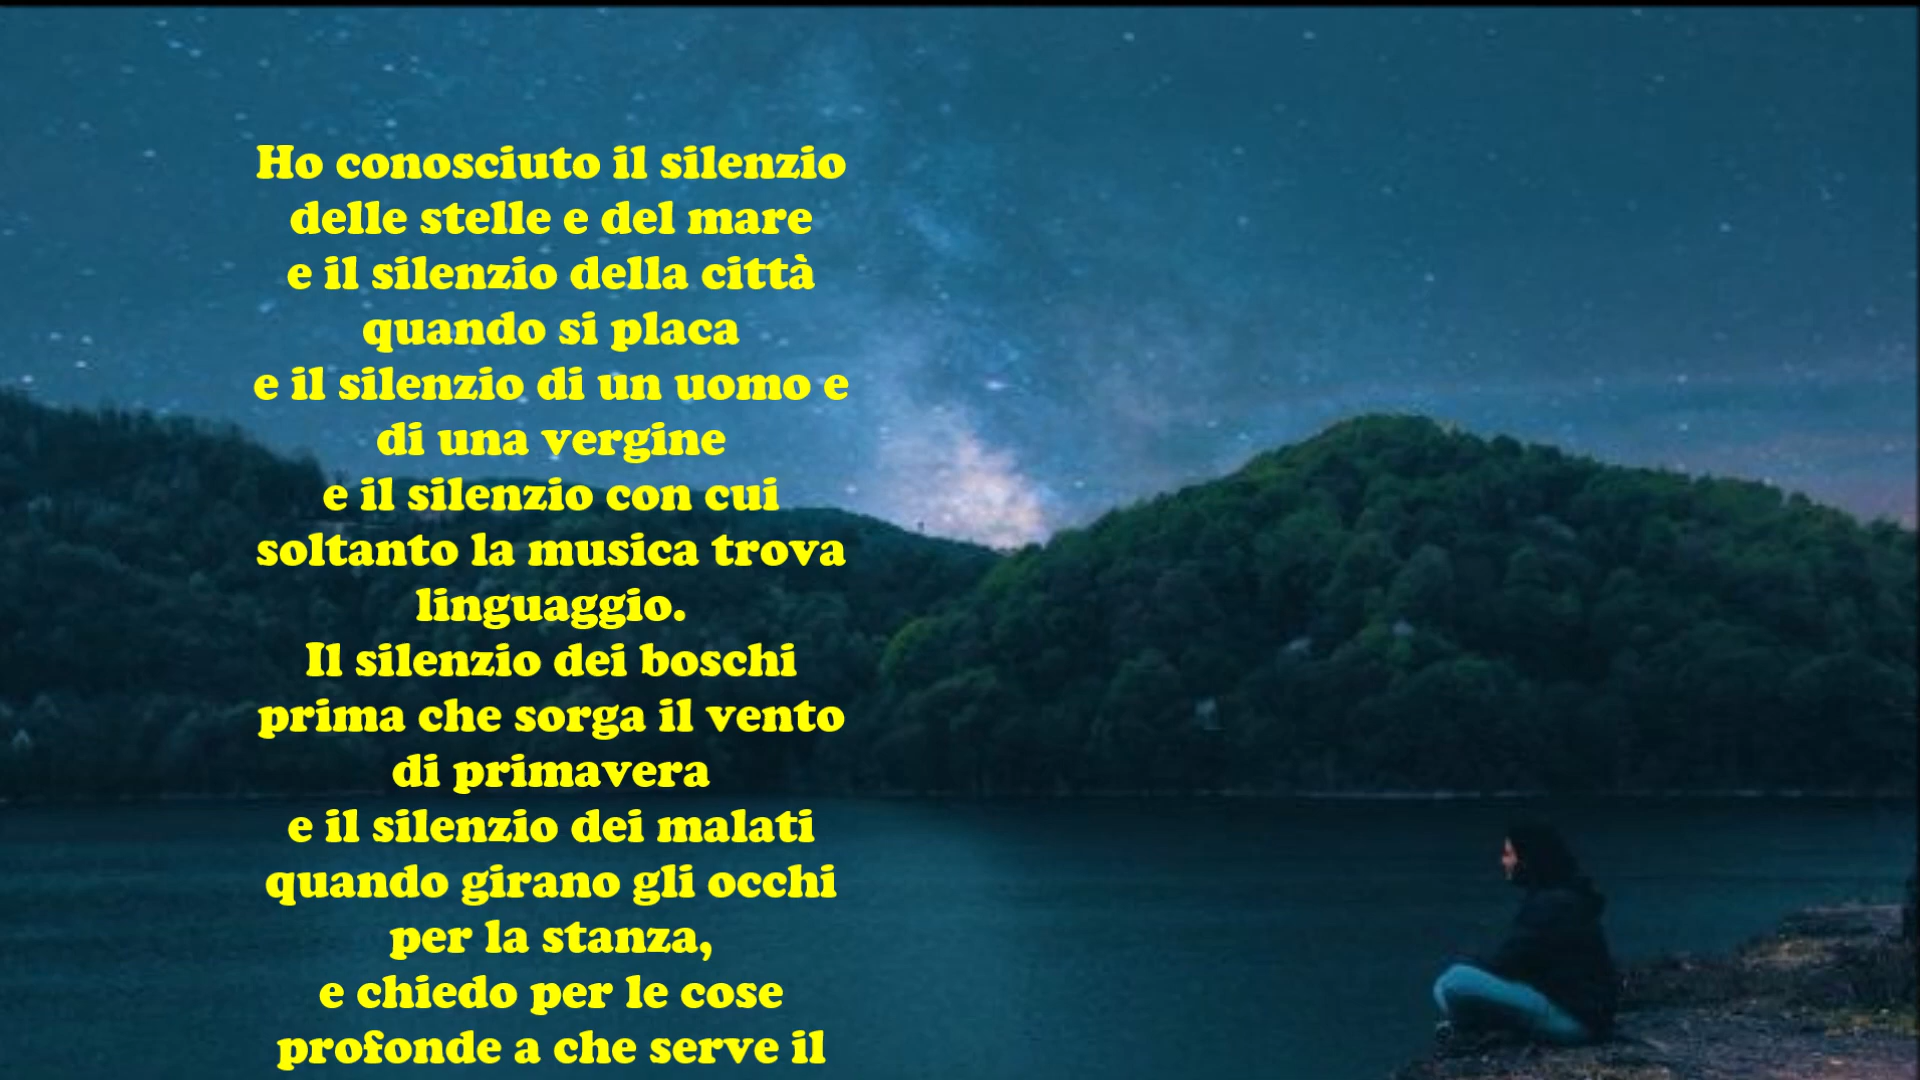 Ho conosciuto il silenzio
delle stelle e del mare
e il silenzio della città
quando si placa
e il silenzio di un uomo e
di una vergine
e il silenzio con cui
soltanto la musica trova
linguaggio.
Il silenzio dei boschi
prima che sorga il vento
di primavera
e il silenzio dei malati
quando girano gli occhi
per la stanza,
e chiedo per le cose
profonde a che serve il